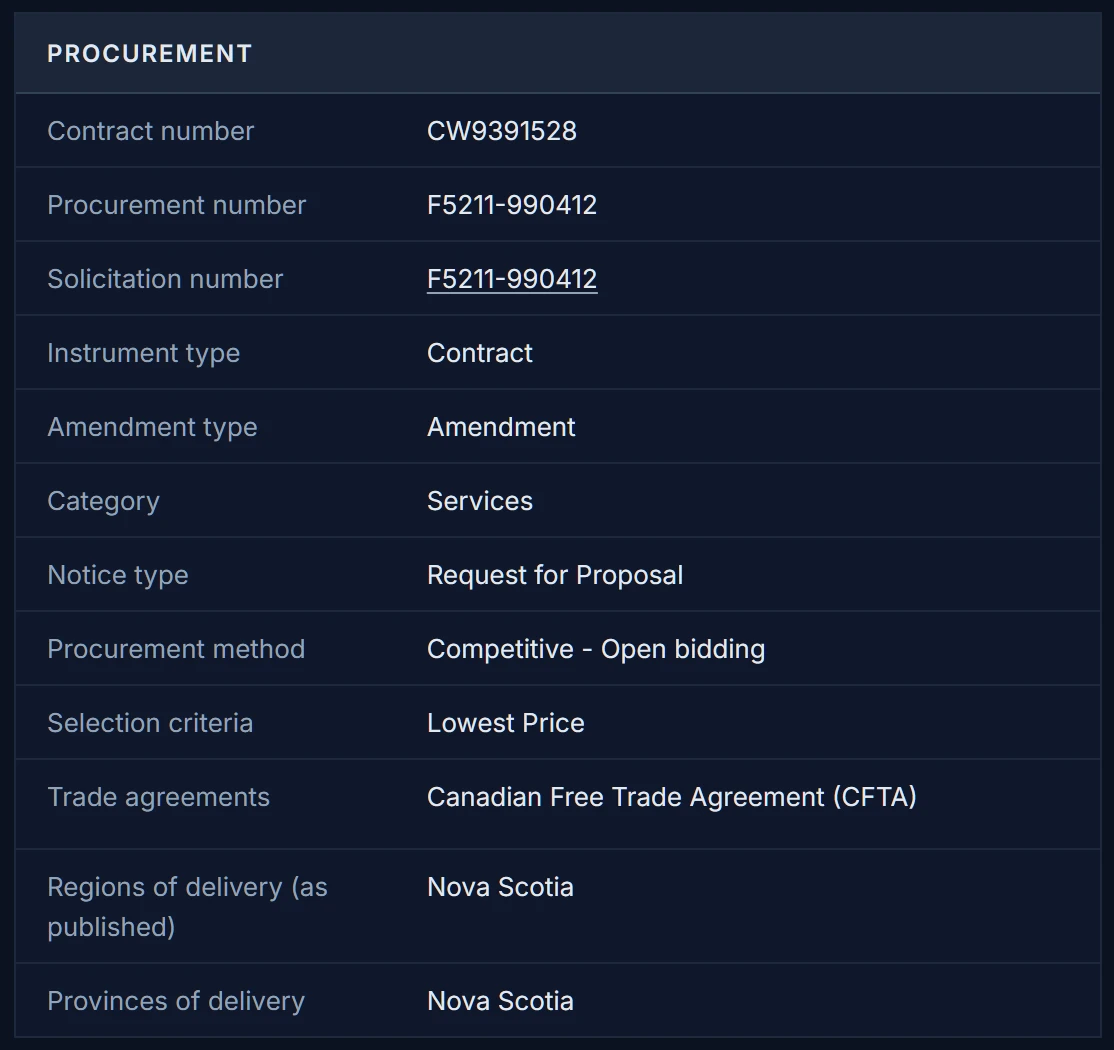 PROCUREMENT
Contract number CW9391528
Procurement number F5211-990412
Solicitation number F5211-990412
Instrument type Contract
Amendment type Amendment
Category Services
Notice type Request for Proposal
Procurement method Competitive - Open bidding
Selection criteria Lowest Price
Trade agreements Canadian Free Trade Agreement (CFTA)
Regions of delivery (as Nova Scotia
published)
Provinces of delivery Nova Scotia